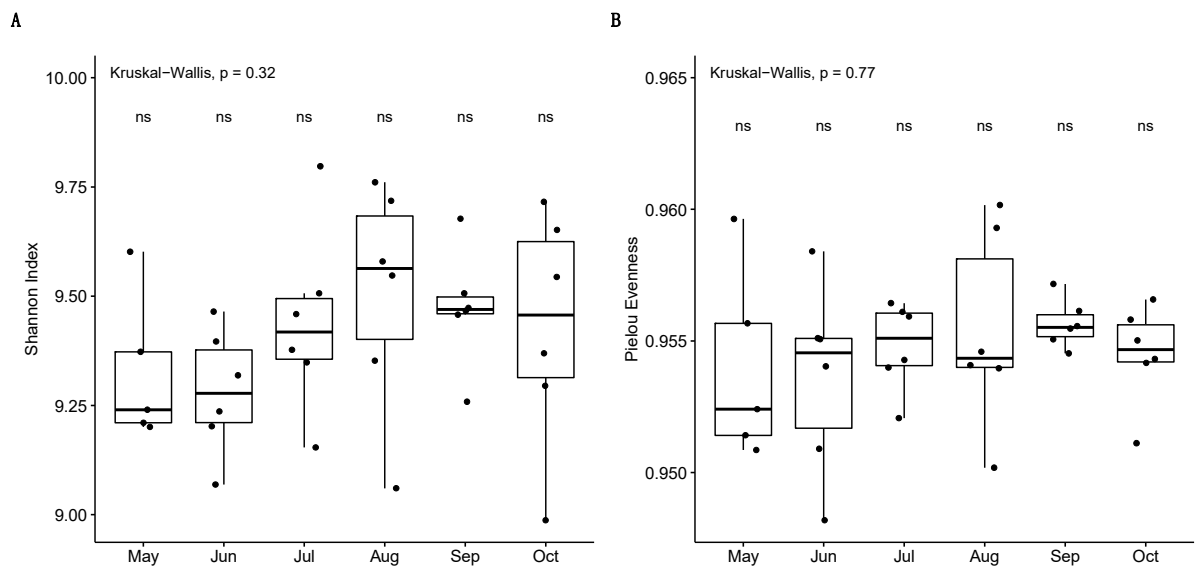 A
Kruskal−Wallis, p = 0.32
ns ns ns ns ns ns
10.00
9.75
9.50
9.25
9.00
Shannon Index
May Jun Jul Aug Sep Oct
B
Kruskal−Wallis, p = 0.77
ns ns ns ns ns ns
0.965
0.960
0.955
0.950
Pielou Evenness
May Jun Jul Aug Sep Oct